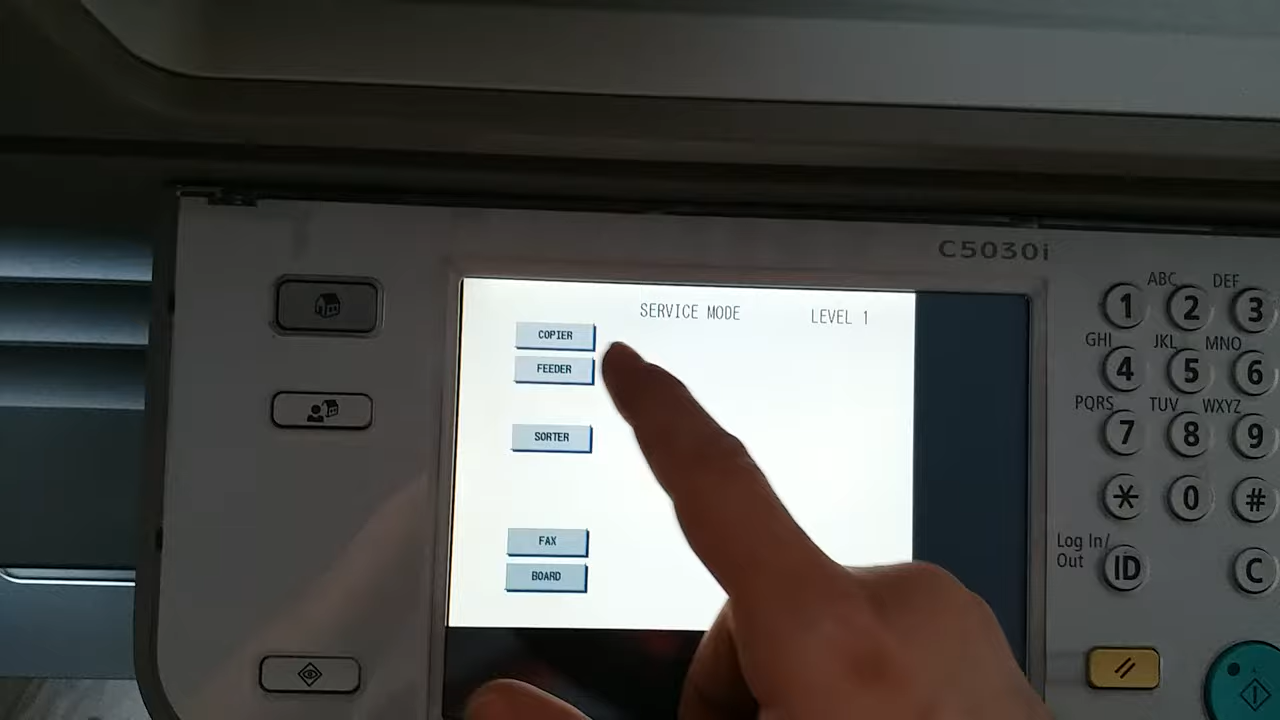 C5030i
SERVICE MODE LEVEL 1
COPIER
FEEDER
SORTER
FAX
BOARD
ABC DEF
1 2 3
GHI JKL MNO
4 5 6
PQRS TUV WXYZ
7 8 9
* 0 #
Log In/
Out ID C